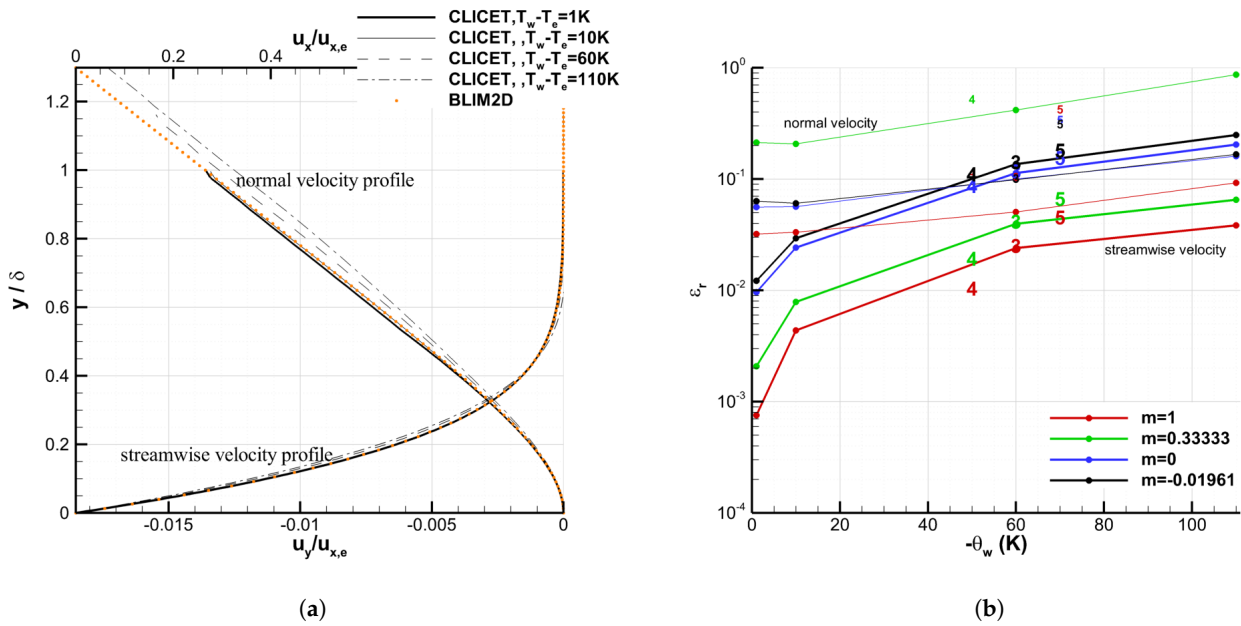 CLICET,T_w-T_e=1K
CLICET, ,T_w-T_e=10K
CLICET, ,T_w-T_e=60K
CLICET, ,T_w-T_e=110K
BLIM2D
u_x/u_x,e
0 0.2 0.4
y / δ
1.2
1
0.8
0.6
0.4
0.2
0
normal velocity profile
streamwise velocity profile
-0.015 -0.01 -0.005 0
u_y/u_x,e
(a)
10^0
10^-1
10^-2
10^-3
10^-4
ε_r
4 5
5
5
normal velocity
4 2 5
4 2 5
4 2 5
4 2 5
streamwise velocity
m=1
m=0.33333
m=0
m=-0.01961
0 20 40 60 80 100
-θ_w (K)
(b)